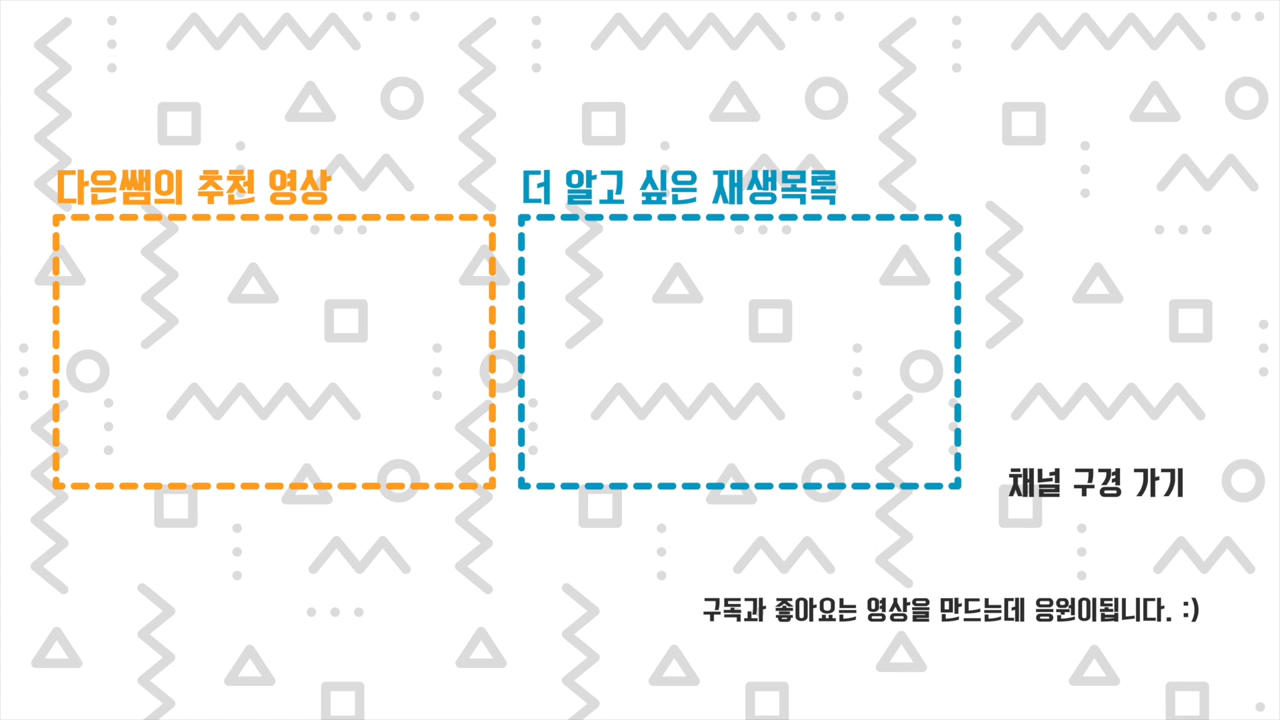 다은쌤의 추천 영상
더 알고 싶은 재생목록
채널 구경 가기
구독과 좋아요는 영상을 만드는데 응원이됩니다. :)